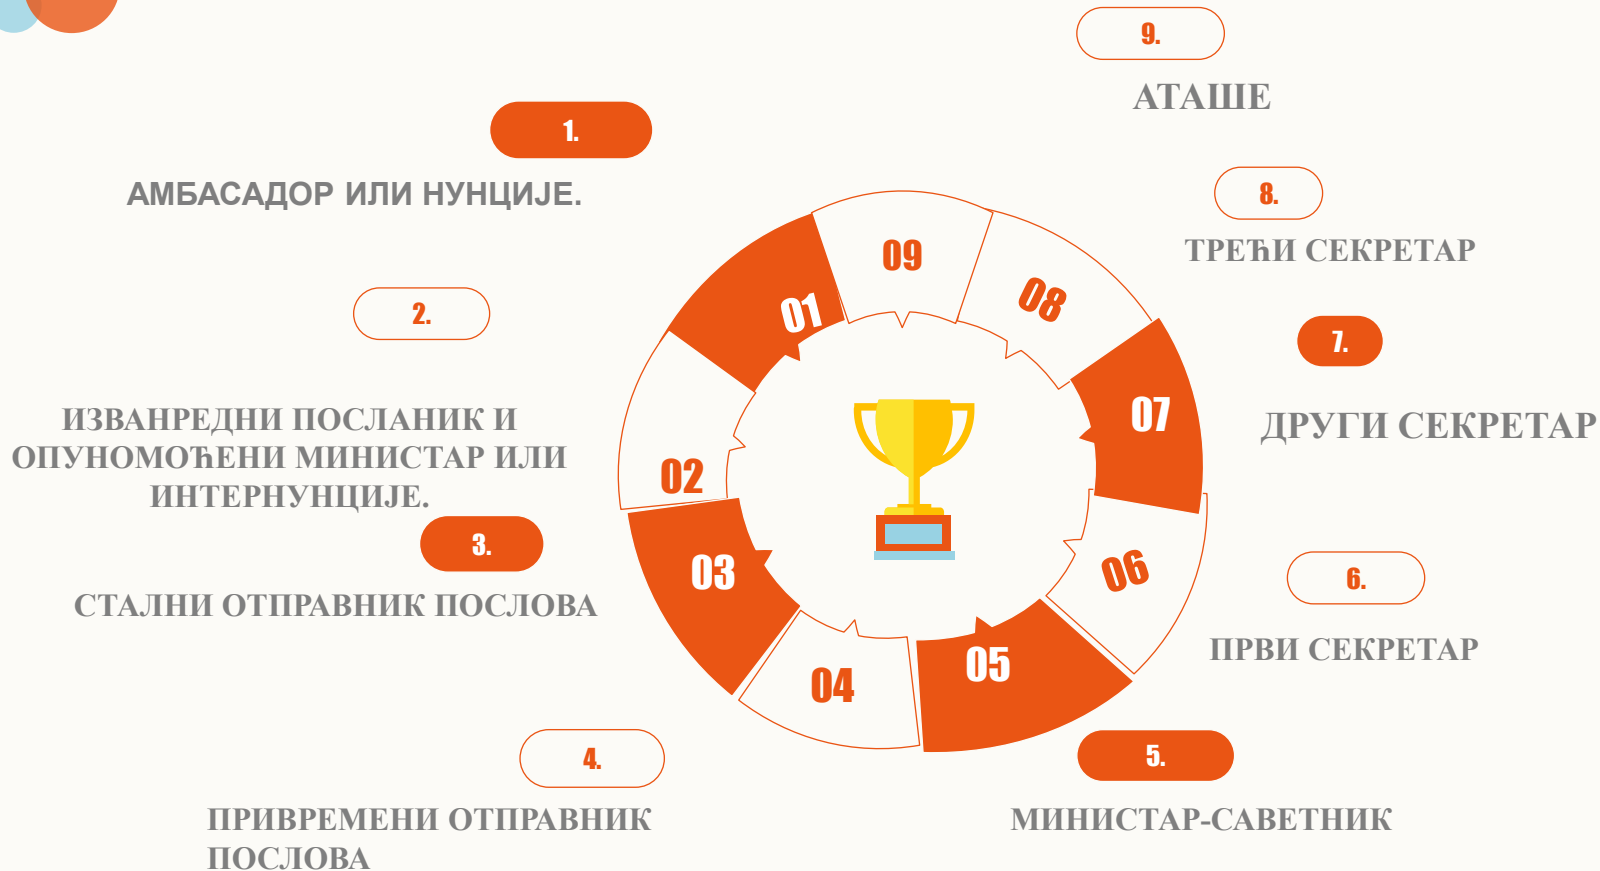 1.
АМБАСАДОР ИЛИ НУНЦИЈЕ.
2.
ИЗВАНРЕДНИ ПОСЛАНИК И
ОПУНОМОЋЕНИ МИНИСТАР ИЛИ
ИНТЕРНУНЦИЈЕ.
3.
СТАЛНИ ОТПРАВНИК ПОСЛОВА
4.
ПРИВРЕМЕНИ ОТПРАВНИК
ПОСЛОВА
5.
МИНИСТАР-САВЕТНИК
6.
ПРВИ СЕКРЕТАР
7.
ДРУГИ СЕКРЕТАР
8.
ТРЕЋИ СЕКРЕТАР
9.
АТАШЕ
01
02
03
04
05
06
07
08
09